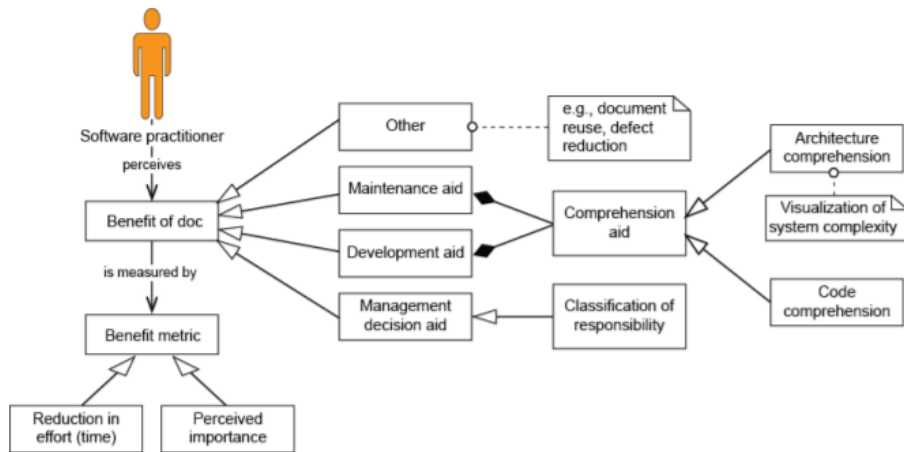 Software practitioner
perceives
Benefit of doc
is measured by
Benefit metric
Reduction in
effort (time)
Perceived
importance
Other
Maintenance aid
Development aid
Management
decision aid
e.g., document
reuse, defect
reduction
Comprehension
aid
Classification of
responsibility
Architecture
comprehension
Visualization of
system complexity
Code
comprehension